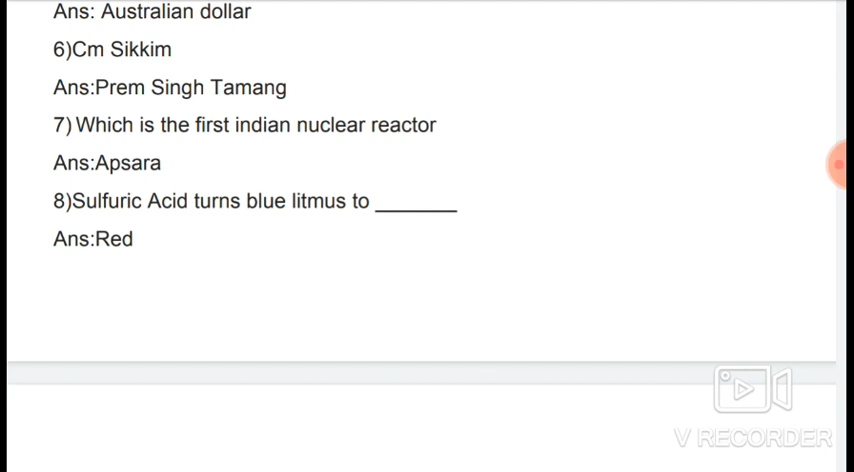 Ans: Australian dollar
6)Cm Sikkim
Ans:Prem Singh Tamang
7) Which is the first indian nuclear reactor
Ans:Apsara
8)Sulfuric Acid turns blue litmus to _______
Ans:Red
V RECORDER